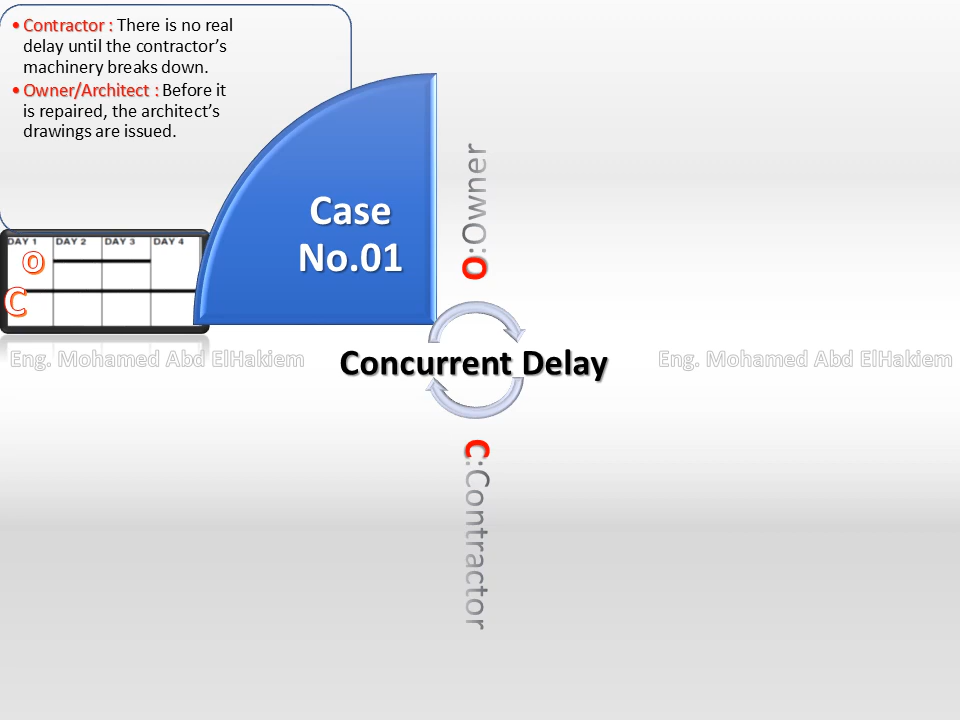 • Contractor : There is no real
delay until the contractor’s
machinery breaks down.
• Owner/Architect : Before it
is repaired, the architect’s
drawings are issued.
Case
No.01
O:Owner
DAY 1 DAY 2 DAY 3 DAY 4
O
C
Eng. Mohamed Abd ElHakiem
Concurrent Delay
Eng. Mohamed Abd ElHakiem
C:Contractor